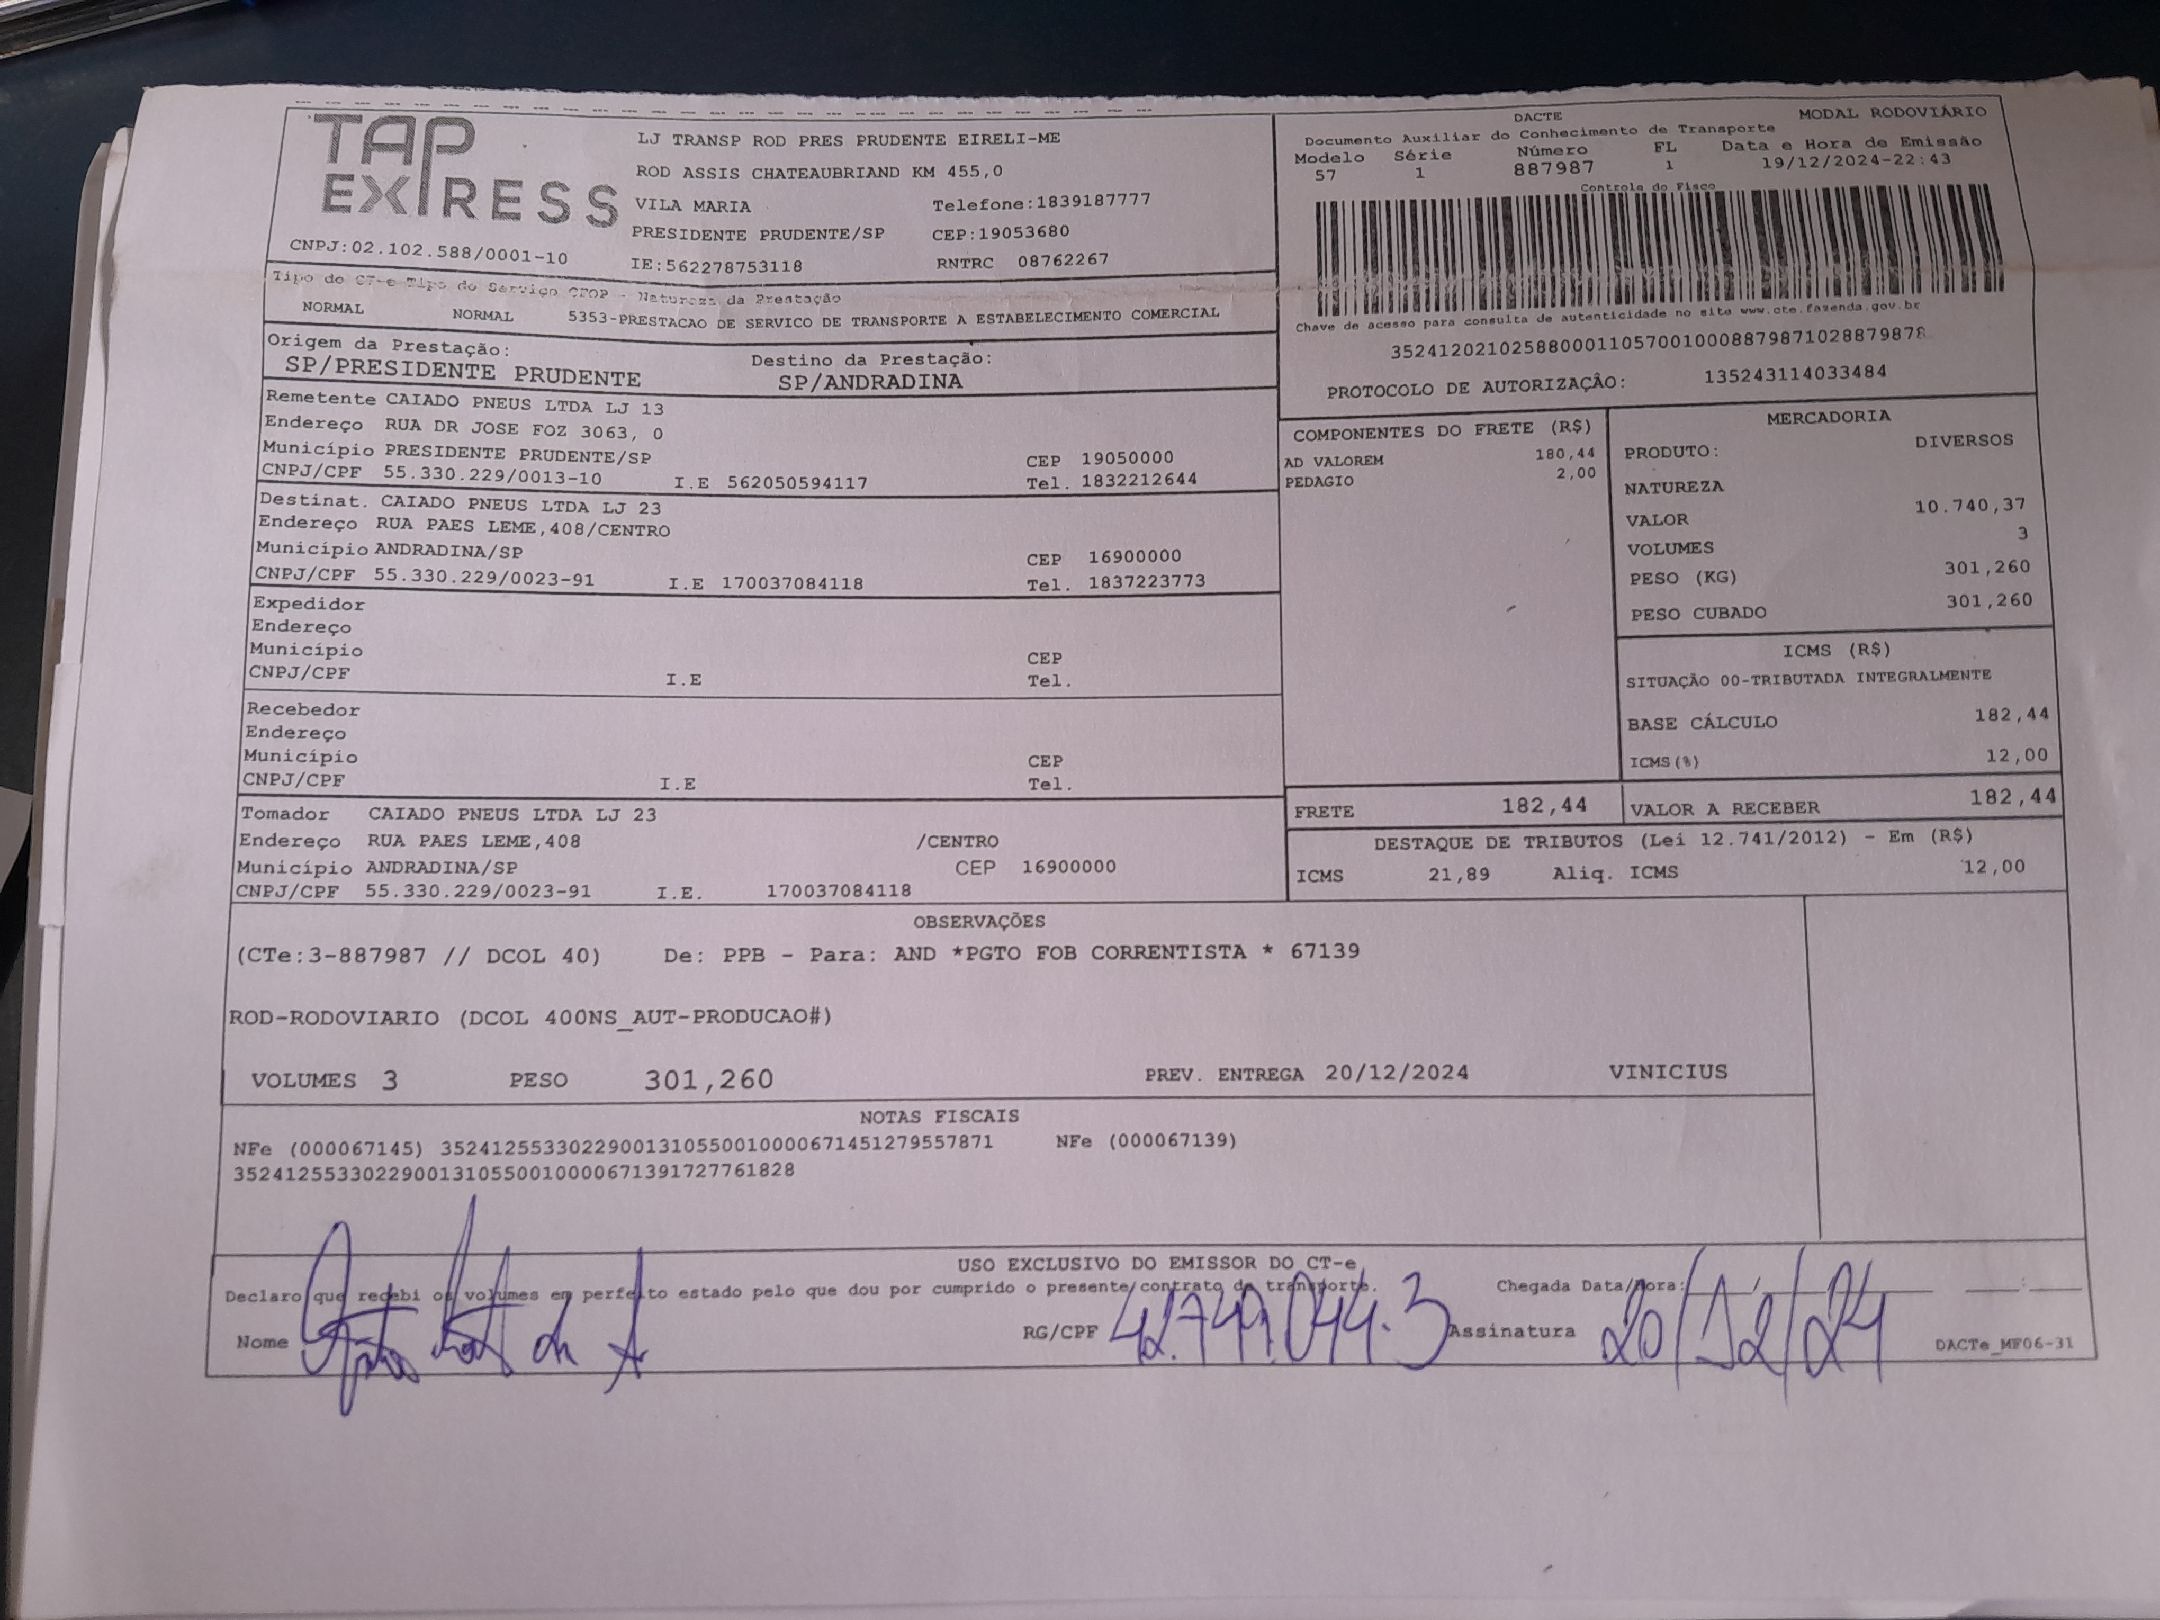 TAP EXPRESS
CNPJ:02.102.588/0001-10
LJ TRANSP ROD PRES PRUDENTE EIRELI-ME
ROD ASSIS CHATEAUBRIAND KM 455,0
VILA MARIA Telefone:1839187777
PRESIDENTE PRUDENTE/SP CEP:19053680
IE:562278753118 RNTRC 08762267
DACTE MODAL RODOVIÁRIO
Documento Auxiliar do Conhecimento de Transporte
Modelo Série Número FL Data e Hora de Emissão
57 1 887987 1 19/12/2024-22:43
Controle do Fisco
Chave de acesso para consulta de autenticidade no site www.cte.fazenda.gov.br
35241202102588000110570010008879871028879878
PROTOCOLO DE AUTORIZAÇÂO: 135243114033484
Tipo do CT-e Tipo do Serviço CFOP - Natureza da Prestação
NORMAL NORMAL 5353-PRESTACAO DE SERVICO DE TRANSPORTE A ESTABELECIMENTO COMERCIAL
Origem da Prestação: Destino da Prestação:
SP/PRESIDENTE PRUDENTE SP/ANDRADINA
Remetente CAIADO PNEUS LTDA LJ 13
Endereço RUA DR JOSE FOZ 3063, 0
Município PRESIDENTE PRUDENTE/SP CEP 19050000
CNPJ/CPF 55.330.229/0013-10 I.E 562050594117 Tel. 1832212644
Destinat. CAIADO PNEUS LTDA LJ 23
Endereço RUA PAES LEME,408/CENTRO
Município ANDRADINA/SP CEP 16900000
CNPJ/CPF 55.330.229/0023-91 I.E 170037084118 Tel. 1837223773
Expedidor
Endereço
Município CEP
CNPJ/CPF I.E Tel.
Recebedor
Endereço
Município CEP
CNPJ/CPF I.E Tel.
Tomador CAIADO PNEUS LTDA LJ 23
Endereço RUA PAES LEME,408 /CENTRO
Município ANDRADINA/SP CEP 16900000
CNPJ/CPF 55.330.229/0023-91 I.E. 170037084118
COMPONENTES DO FRETE (R$)
AD VALOREM 180,44
PEDAGIO 2,00
MERCADORIA
PRODUTO: DIVERSOS
NATUREZA
VALOR 10.740,37
VOLUMES 3
PESO (KG) 301,260
PESO CUBADO 301,260
ICMS (R$)
SITUAÇÃO 00-TRIBUTADA INTEGRALMENTE
BASE CÁLCULO 182,44
ICMS(%) 12,00
FRETE 182,44 VALOR A RECEBER 182,44
DESTAQUE DE TRIBUTOS (Lei 12.741/2012) - Em (R$)
ICMS 21,89 Aliq. ICMS 12,00
OBSERVAÇÕES
(CTe:3-887987 // DCOL 40) De: PPB - Para: AND *PGTO FOB CORRENTISTA * 67139
ROD-RODOVIARIO (DCOL 400NS_AUT-PRODUCAO#)
VOLUMES 3 PESO 301,260 PREV. ENTREGA 20/12/2024 VINICIUS
NOTAS FISCAIS
NFe (000067145) 35241255330229001310550010000671451279557871 NFe (000067139)
35241255330229001310550010000671391727761828
USO EXCLUSIVO DO EMISSOR DO CT-e
Declaro que recebi os volumes em perfeito estado pelo que dou por cumprido o presente/contrato de transporte. Chegada Data/Hora:
Nome RG/CPF 42.749.044.3 Assinatura 20/12/24 DACTe_MF06-31